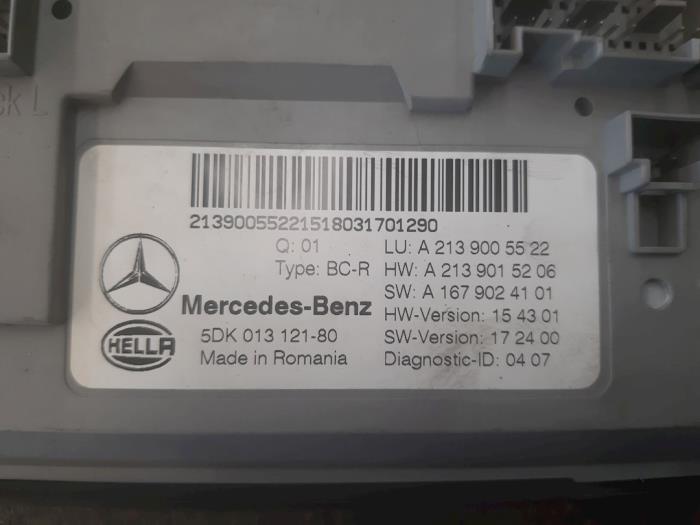 ck L
21390055221518031701290
Q: 01
LU: A 213 900 55 22
Type: BC-R
HW: A 213 901 52 06
SW: A 167 902 41 01
Mercedes-Benz
HW-Version: 15 43 01
HELLA
5DK 013 121-80
SW-Version: 17 24 00
Made in Romania
Diagnostic-ID: 04 07